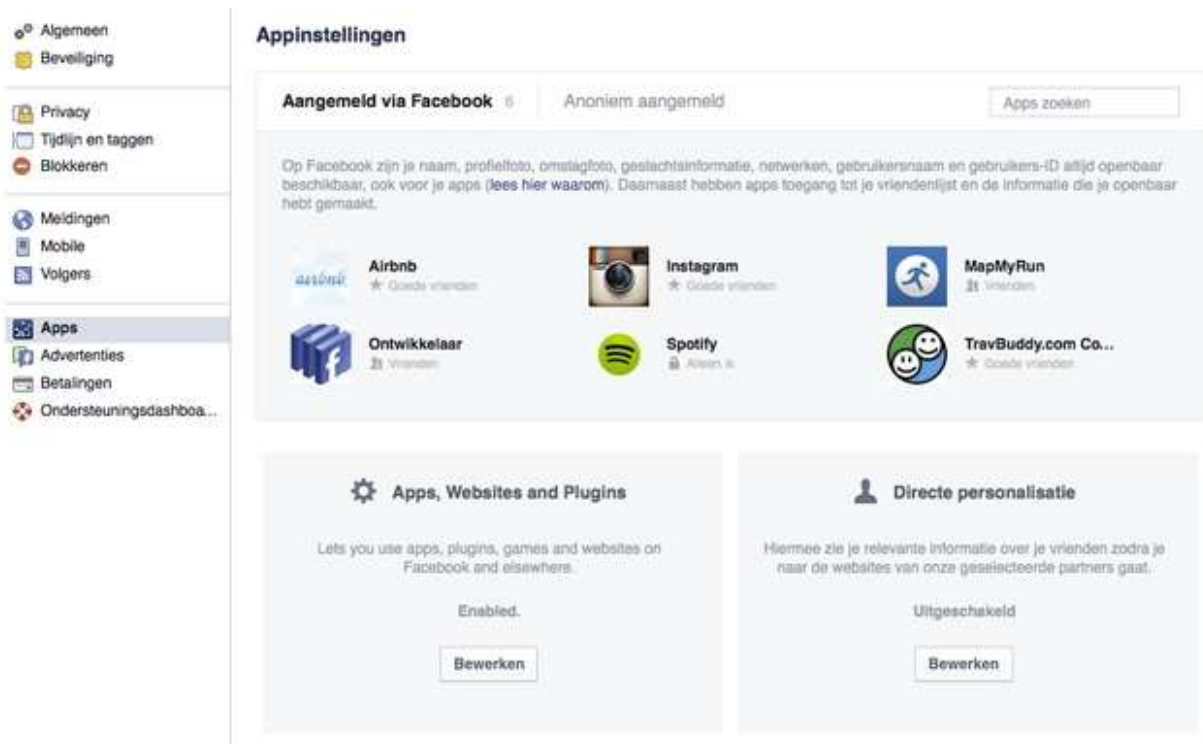 Algemeen
Beveiliging
Privacy
Tijdlijn en taggen
Blokkeren
Meldingen
Mobile
Volgers
Apps
Advertenties
Betalingen
Ondersteuningsdashboa...
Appinstellingen
Aangemeld via Facebook 6 Anoniem aangemeld Apps zoeken
Op Facebook zijn je naam, profielfoto, omslagfoto, geslachtsinformatie, netwerken, gebruikersnaam en gebruikers-ID altijd openbaar
beschikbaar, ook voor je apps (lees hier waarom). Daarnaast hebben apps toegang tot je vriendenlijst en de informatie die je openbaar
hebt gemaakt.
airbnb Airbnb Instagram MapMyRun
Goede vrienden Goede vrienden Vrienden
Ontwikkelaar Spotify TravBuddy.com Co...
Vrienden Alleen ik Goede vrienden
Apps, Websites and Plugins
Lets you use apps, plugins, games and websites on
Facebook and elsewhere.
Enabled.
Bewerken
Directe personalisatie
Hiermee zie je relevante informatie over je vrienden zodra je
naar de websites van onze geselecteerde partners gaat.
Uitgeschakeld
Bewerken